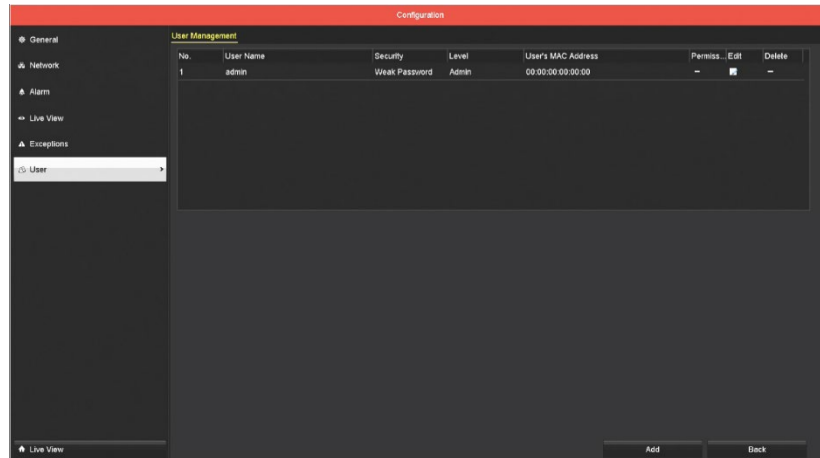 Configuration
General
Network
Alarm
Live View
Exceptions
User
Live View
User Management
No. User Name Security Level User's MAC Address Permiss... Edit Delete
1 admin Weak Password Admin 00:00:00:00:00:00 – –
Add Back